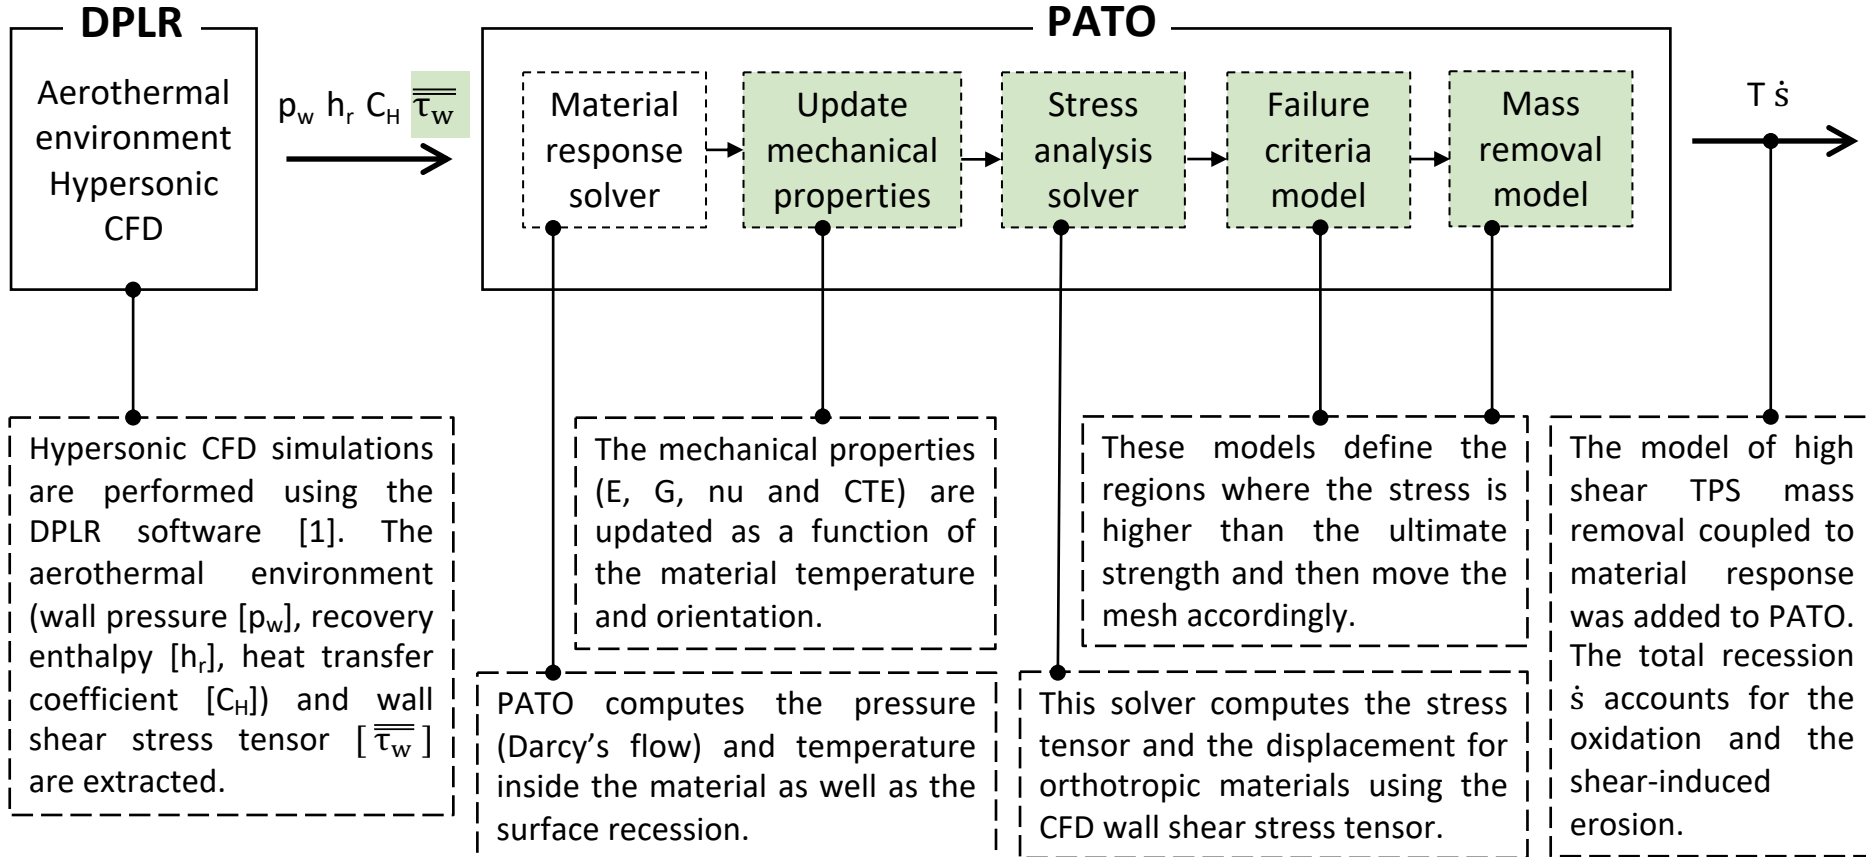 DPLR
Aerothermal
environment
Hypersonic
CFD
p_w h_r C_H τ_w
PATO
Material
response
solver
Update
mechanical
properties
Stress
analysis
solver
Failure
criteria
model
Mass
removal
model
T ṡ
Hypersonic CFD simulations
are performed using the
DPLR software [1]. The
aerothermal environment
(wall pressure [p_w], recovery
enthalpy [h_r], heat transfer
coefficient [C_H]) and wall
shear stress tensor [ τ_w ]
are extracted.
PATO computes the pressure
(Darcy's flow) and temperature
inside the material as well as the
surface recession.
The mechanical properties
(E, G, nu and CTE) are
updated as a function of
the material temperature
and orientation.
This solver computes the stress
tensor and the displacement for
orthotropic materials using the
CFD wall shear stress tensor.
These models define the
regions where the stress is
higher than the ultimate
strength and then move the
mesh accordingly.
The model of high
shear TPS mass
removal coupled to
material response
was added to PATO.
The total recession
ṡ accounts for the
oxidation and the
shear-induced
erosion.